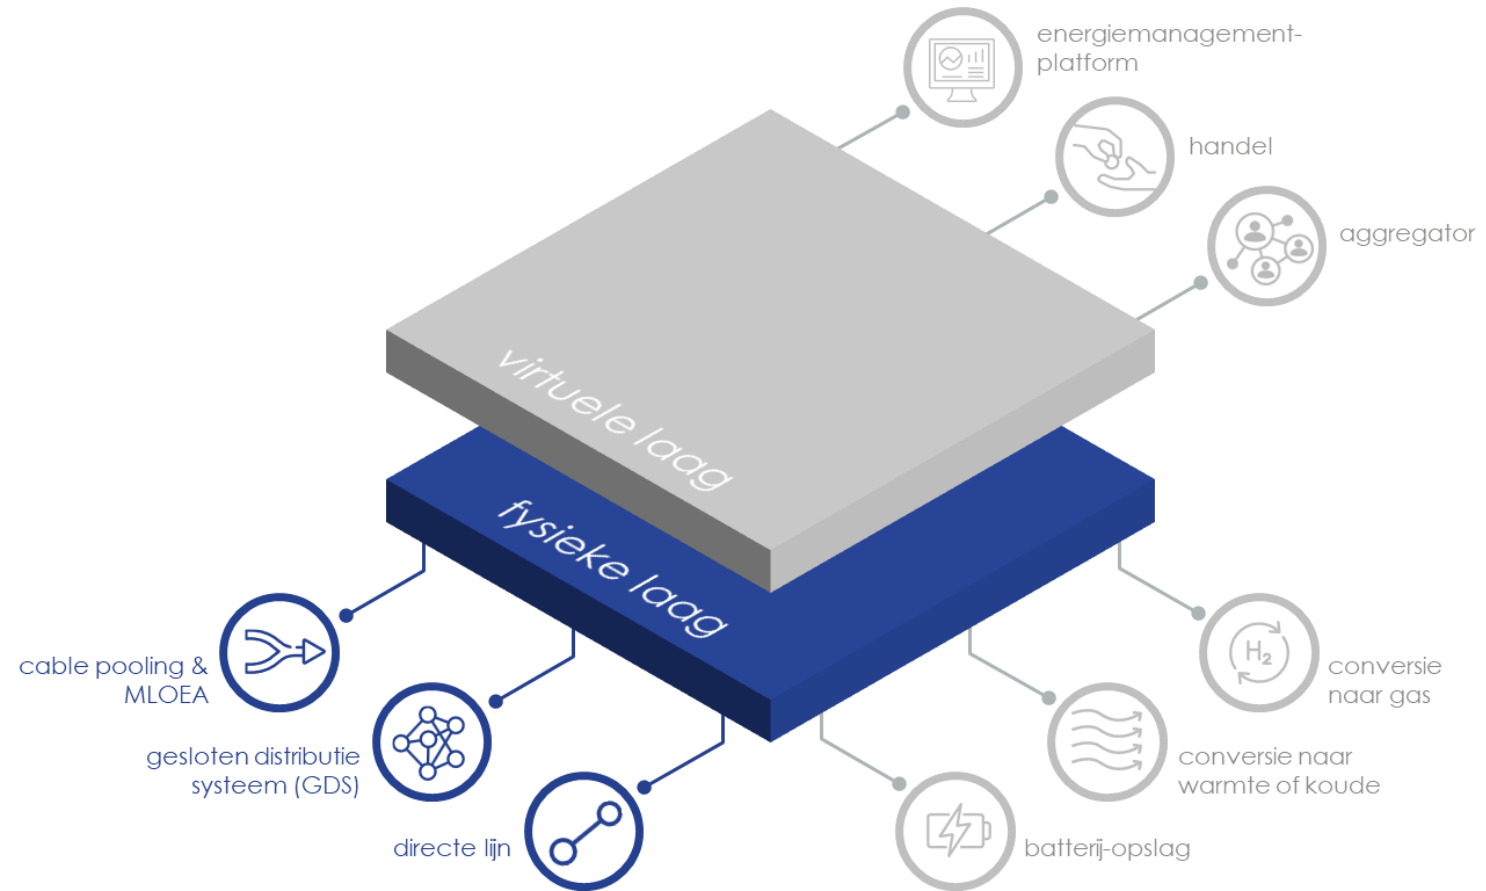 energiemanagement-
platform
handel
aggregator
virtuele laag
fysieke laag
cable pooling &
MLOEA
gesloten distributie
systeem (GDS)
directe lijn
H2
conversie
naar gas
conversie naar
warmte of koude
batterij-opslag